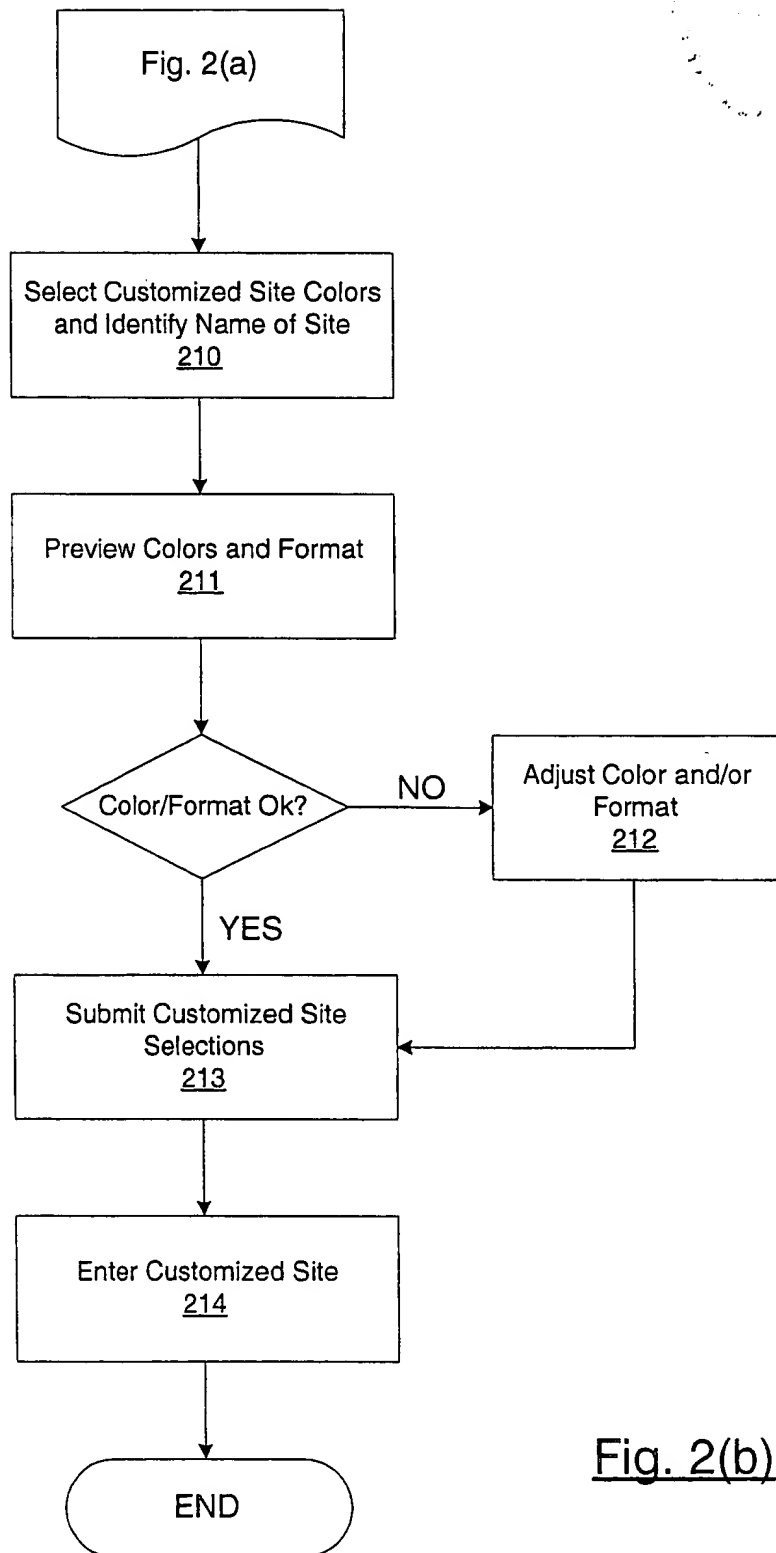 Fig. 2(a)
Select Customized Site Colors
and Identify Name of Site
210
Preview Colors and Format
211
Color/Format Ok?
NO
Adjust Color and/or
Format
212
YES
Submit Customized Site
Selections
213
Enter Customized Site
214
END
Fig. 2(b)